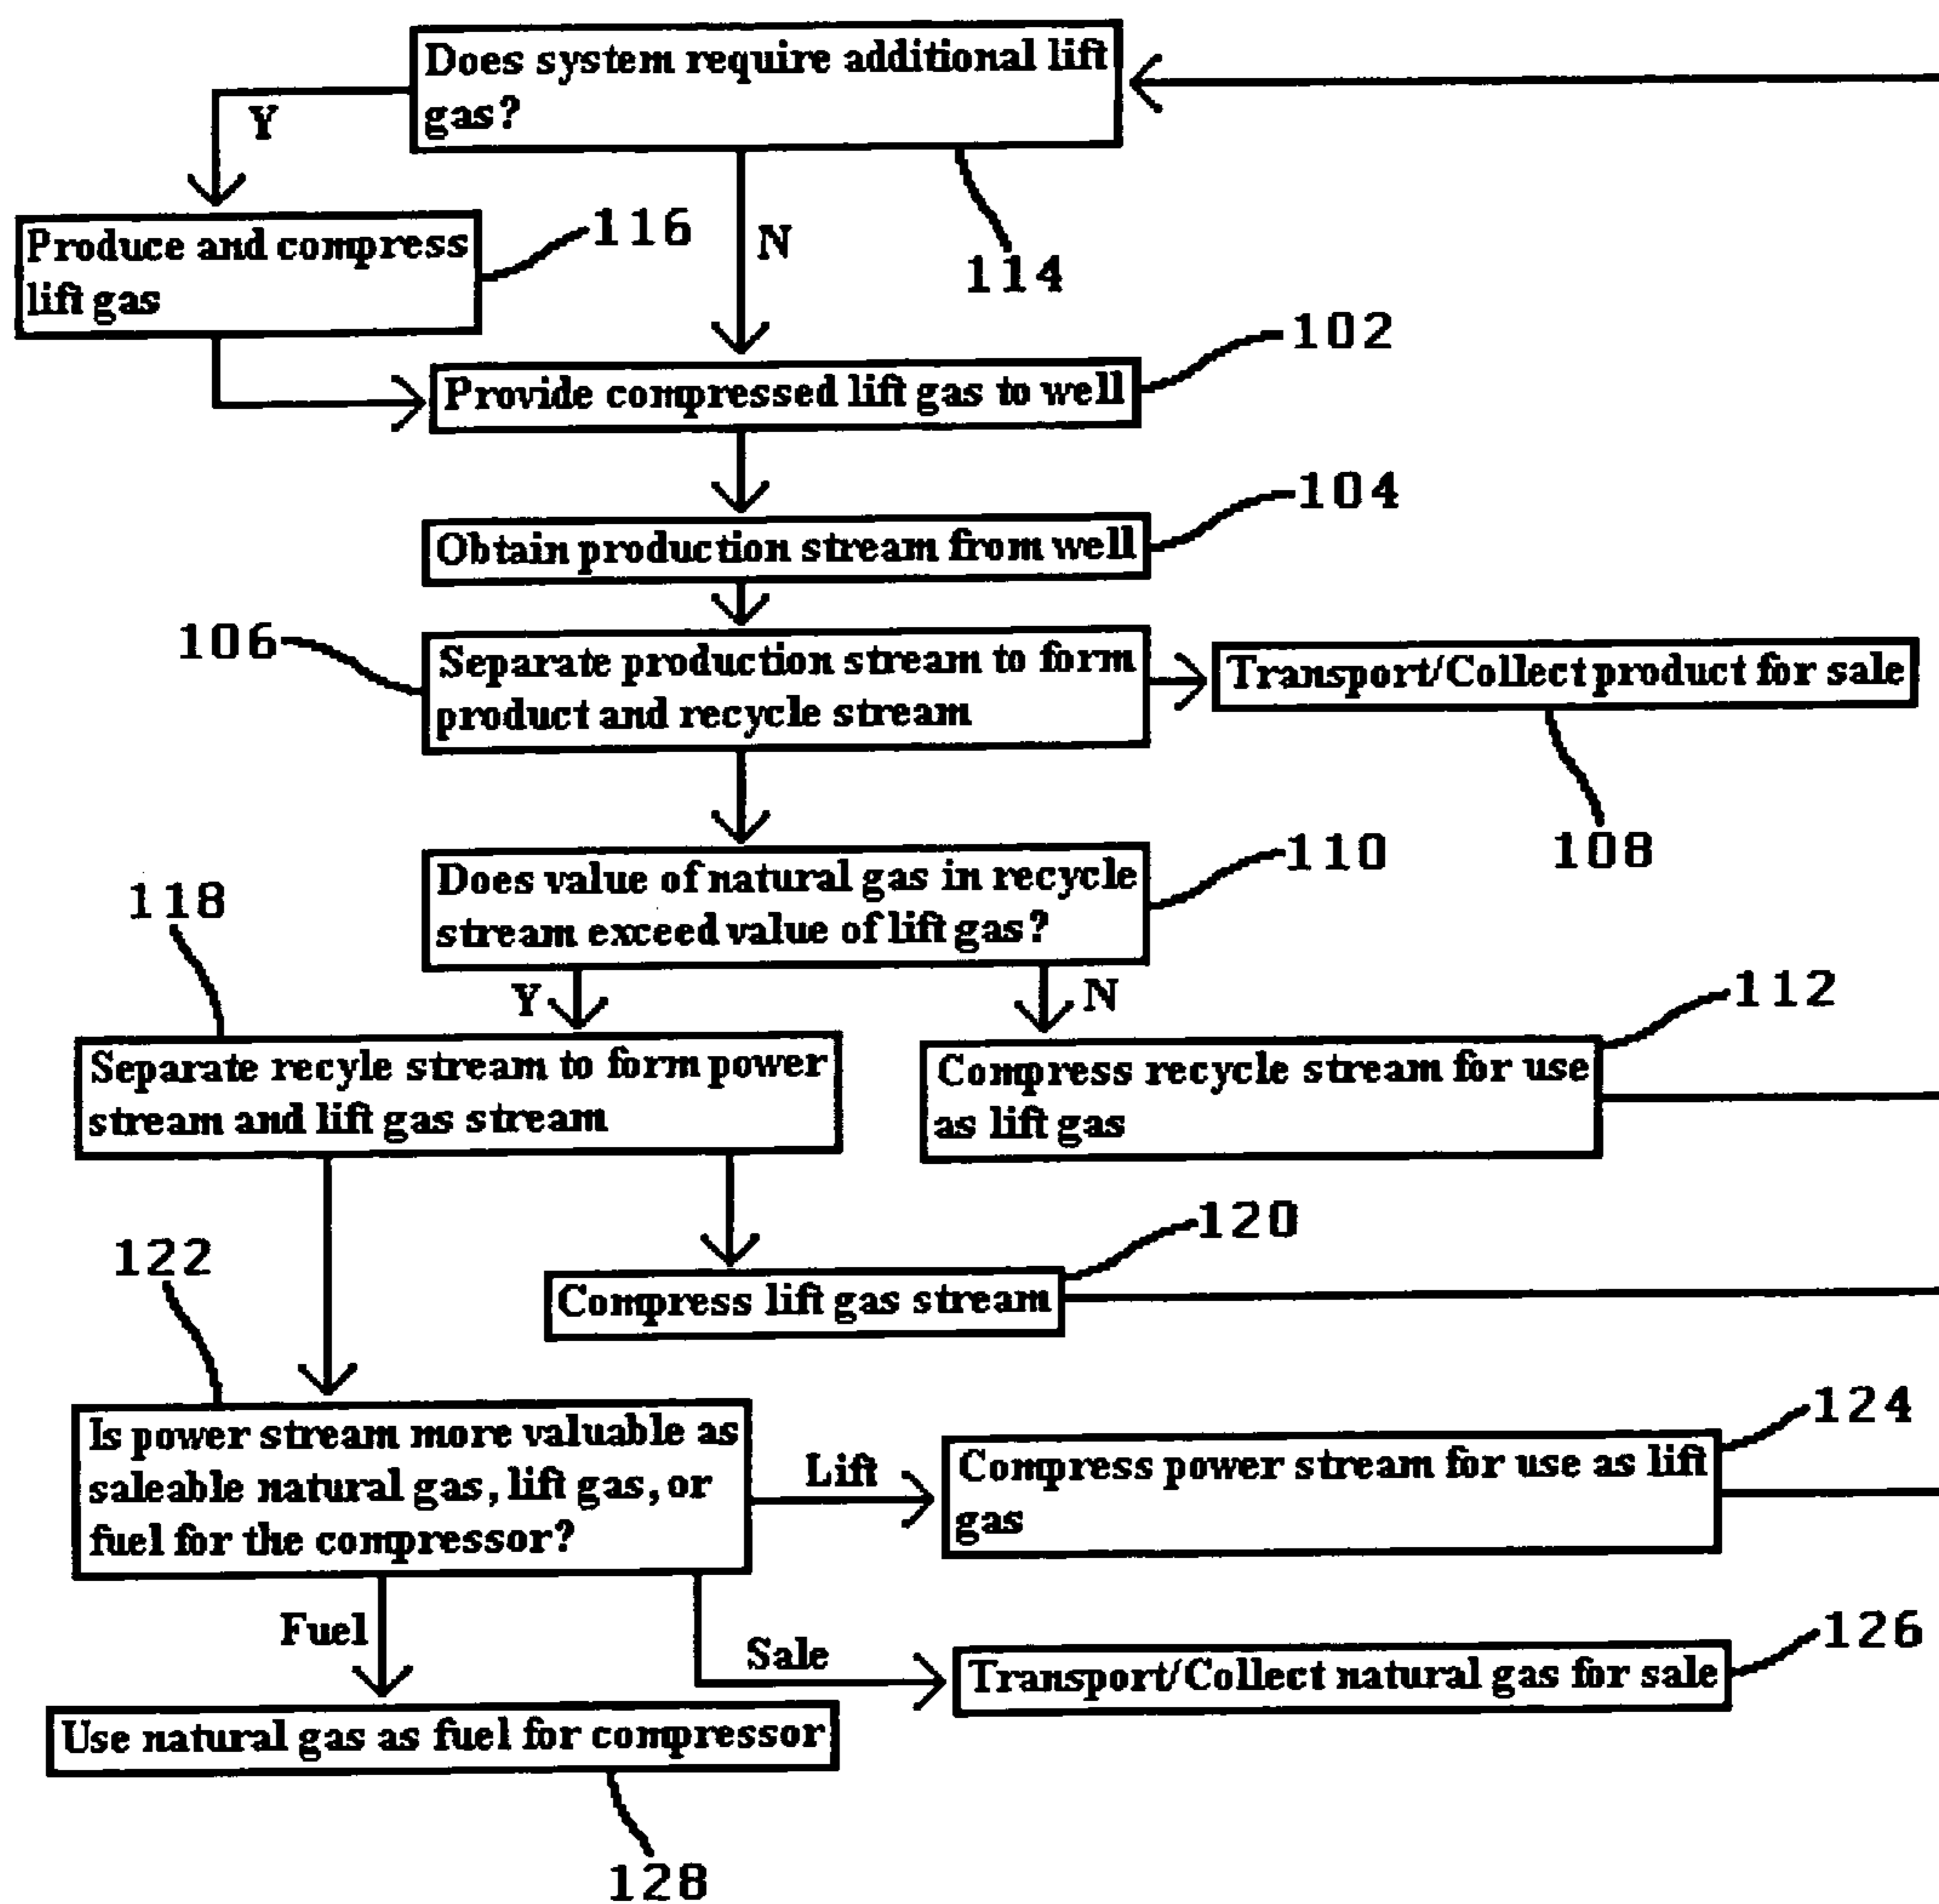 Does system require additional lift
gas?
Y
116
Produce and compress
lift gas
N
114
102
Provide compressed lift gas to well
104
Obtain production stream from well
106
Separate production stream to form
product and recycle stream
Transport/Collect product for sale
108
110
Does value of natural gas in recycle
stream exceed value of lift gas?
118
Y
N
112
Separate recyle stream to form power
stream and lift gas stream
Compress recycle stream for use
as lift gas
120
122
Compress lift gas stream
Is power stream more valuable as
saleable natural gas, lift gas, or
fuel for the compressor?
Lift
124
Compress power stream for use as lift
gas
Fuel
Sale
126
Transport/Collect natural gas for sale
Use natural gas as fuel for compressor
128